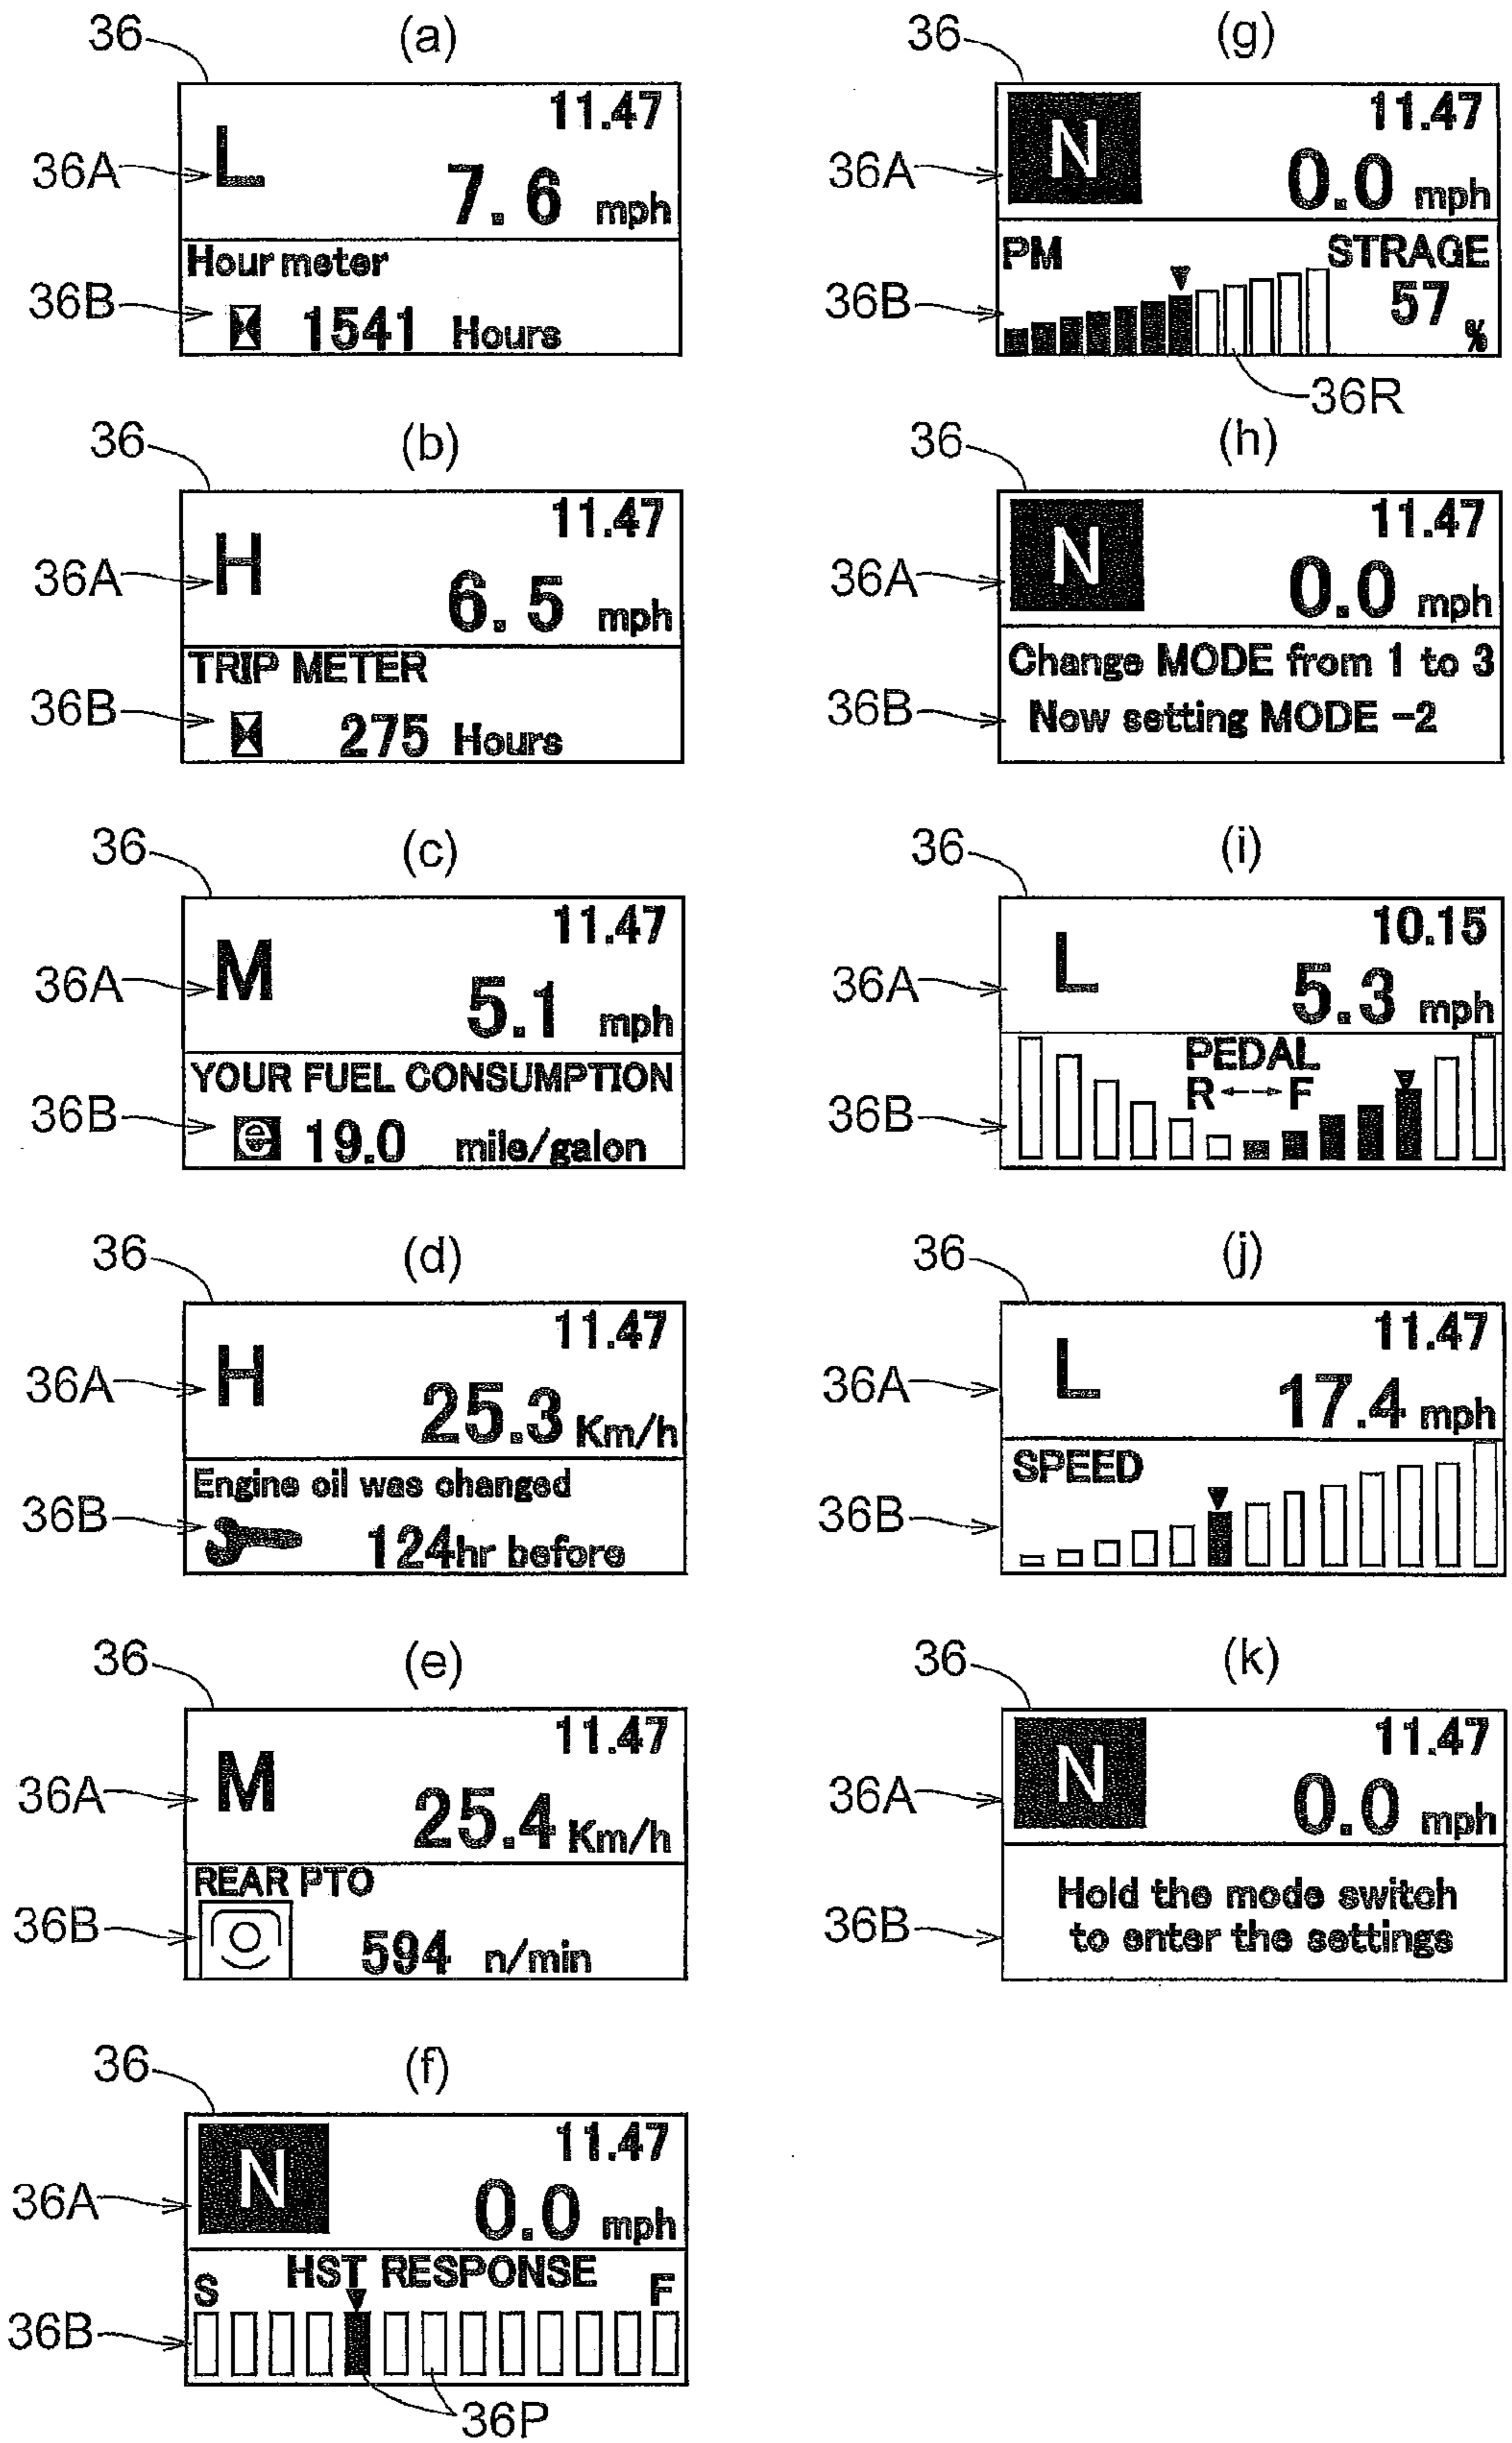 36
(a)
11.47
L
36A
7.6 mph
Hour meter
36B
1541 Hours
36
(b)
11.47
H
36A
6.5 mph
TRIP METER
36B
275 Hours
36
(c)
11.47
M
36A
5.1 mph
YOUR FUEL CONSUMPTION
36B
e 19.0 mile/galon
36
(d)
11.47
H
36A
25.3 Km/h
Engine oil was changed
36B
124hr before
36
(e)
11.47
M
36A
25.4 Km/h
REAR PTO
36B
594 n/min
36
(f)
11.47
N
36A
0.0 mph
HST RESPONSE
S F
36B
36P
36
(g)
11.47
N
36A
0.0 mph
PM STRAGE
36B
57 %
36R
36
(h)
11.47
N
36A
0.0 mph
Change MODE from 1 to 3
36B
Now setting MODE -2
36
(i)
10.15
L
36A
5.3 mph
PEDAL
R F
36B
36
(j)
11.47
L
36A
17.4 mph
SPEED
36B
36
(k)
11.47
N
36A
0.0 mph
Hold the mode switch
36B
to enter the settings